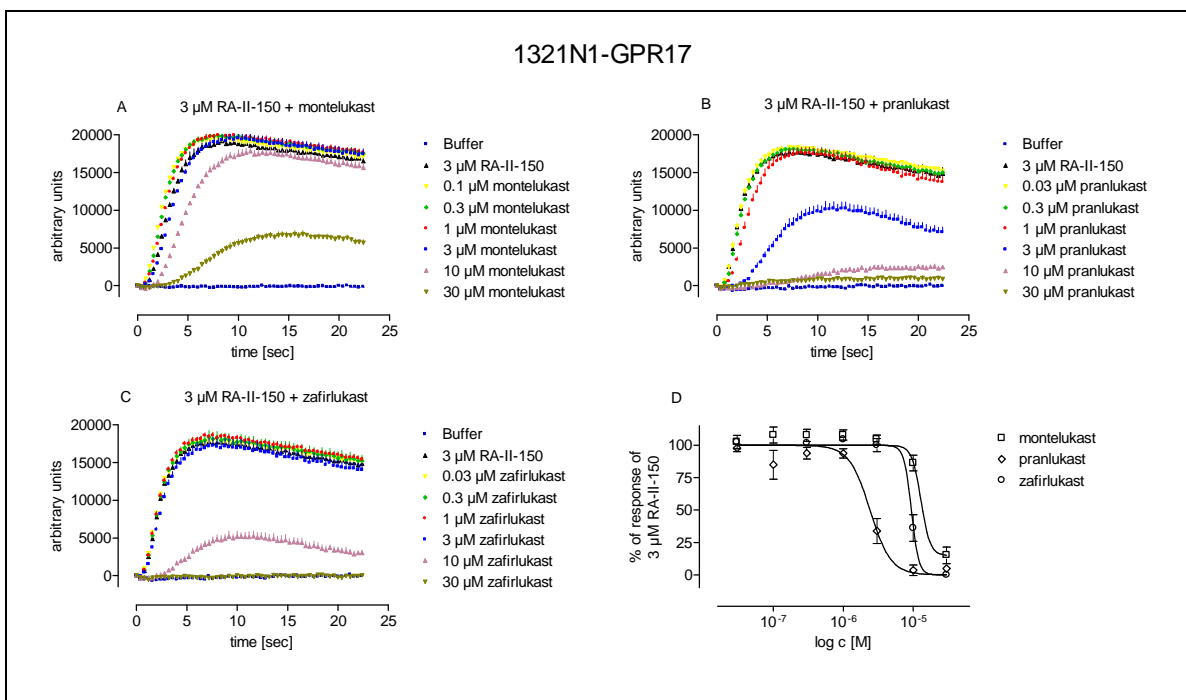 1321N1-GPR17
A
3 µM RA-II-150 + montelukast
arbitrary units
20000
15000
10000
5000
0
0
5
10
15
20
25
time [sec]
Buffer
3 µM RA-II-150
0.1 µM montelukast
0.3 µM montelukast
1 µM montelukast
3 µM montelukast
10 µM montelukast
30 µM montelukast
B
3 µM RA-II-150 + pranlukast
arbitrary units
20000
15000
10000
5000
0
0
5
10
15
20
25
time [sec]
Buffer
3 µM RA-II-150
0.03 µM pranlukast
0.3 µM pranlukast
1 µM pranlukast
3 µM pranlukast
10 µM pranlukast
30 µM pranlukast
C
3 µM RA-II-150 + zafirlukast
arbitrary units
20000
15000
10000
5000
0
0
5
10
15
20
25
time [sec]
Buffer
3 µM RA-II-150
0.03 µM zafirlukast
0.3 µM zafirlukast
1 µM zafirlukast
3 µM zafirlukast
10 µM zafirlukast
30 µM zafirlukast
D
% of response of
3 µM RA-II-150
100
75
50
25
0
10⁻⁷
10⁻⁶
10⁻⁵
log c [M]
montelukast
pranlukast
zafirlukast